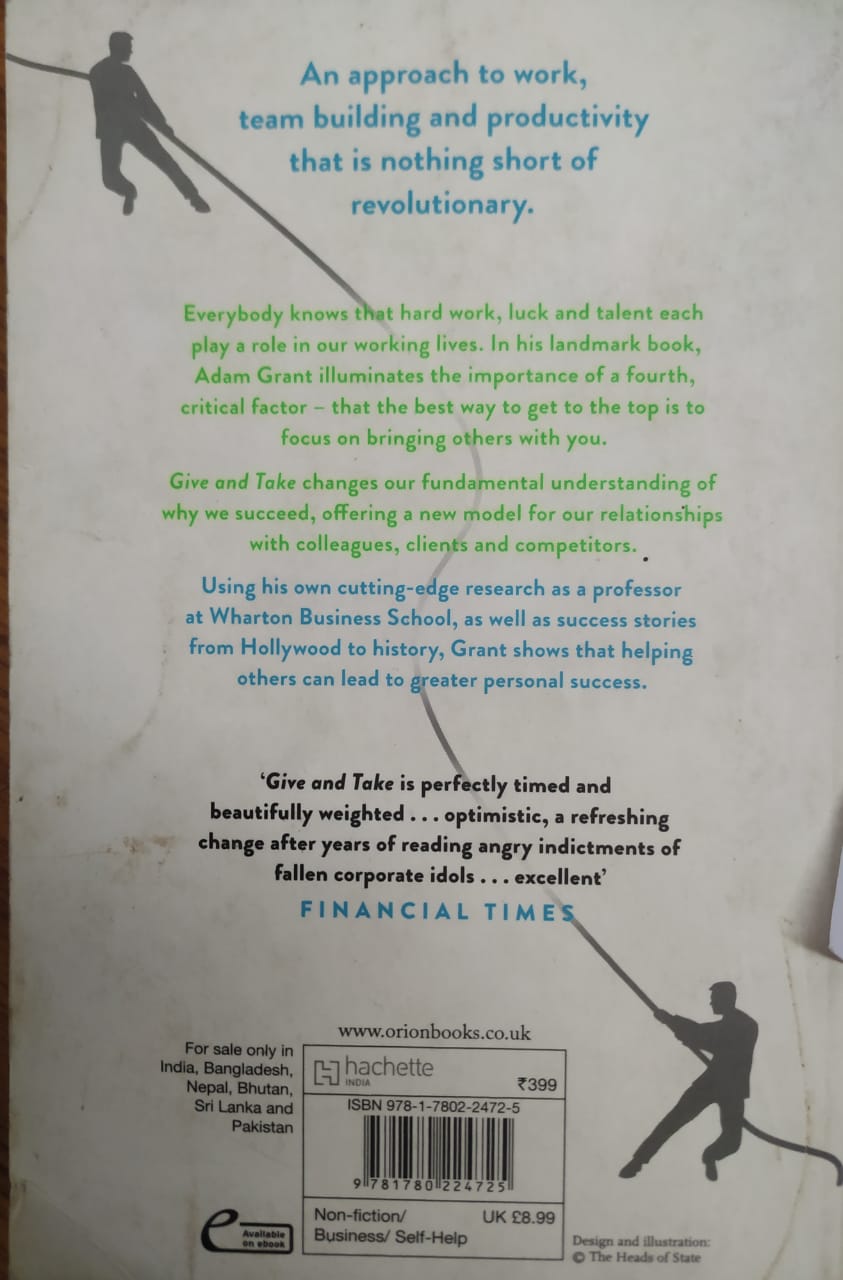 An approach to work,
team building and productivity
that is nothing short of
revolutionary.
Everybody knows that hard work, luck and talent each
play a role in our working lives. In his landmark book,
Adam Grant illuminates the importance of a fourth,
critical factor – that the best way to get to the top is to
focus on bringing others with you.
Give and Take changes our fundamental understanding of
why we succeed, offering a new model for our relationships
with colleagues, clients and competitors.
Using his own cutting-edge research as a professor
at Wharton Business School, as well as success stories
from Hollywood to history, Grant shows that helping
others can lead to greater personal success.
‘Give and Take is perfectly timed and
beautifully weighted . . . optimistic, a refreshing
change after years of reading angry indictments of
fallen corporate idols . . . excellent’
FINANCIAL TIMES
www.orionbooks.co.uk
For sale only in
India, Bangladesh,
Nepal, Bhutan,
Sri Lanka and
Pakistan
hachette
INDIA
₹399
ISBN 978-1-7802-2472-5
9 781780 224725
Non-fiction/
Business/ Self-Help
UK £8.99
e
Available
on ebook
Design and illustration:
© The Heads of State